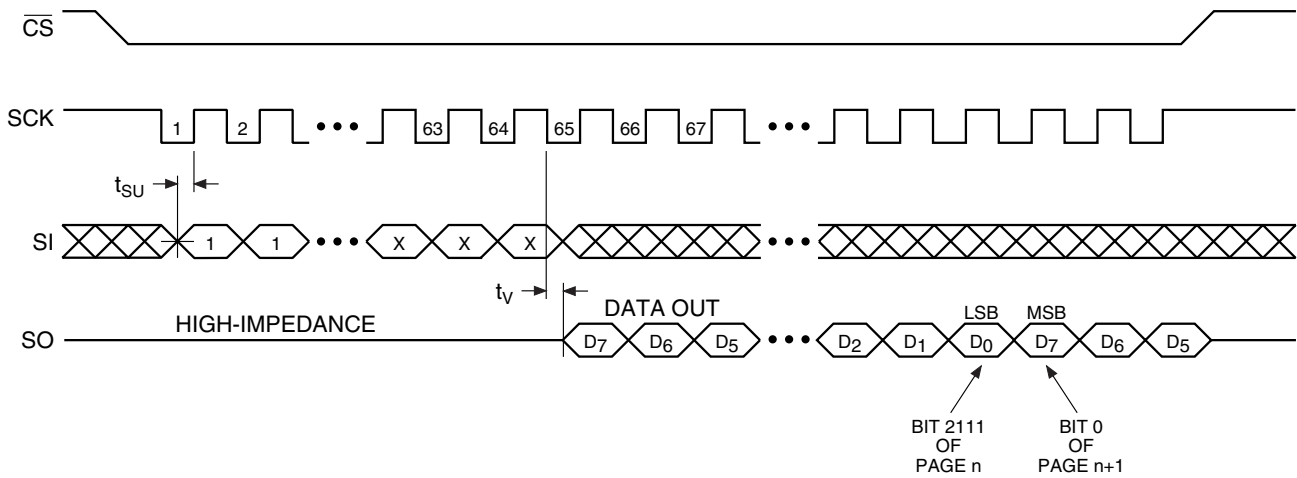 CS
SCK 1 2 ••• 63 64 65 66 67 •••
tSU
SI 1 1 ••• X X X •••
tV
HIGH-IMPEDANCE DATA OUT LSB MSB
SO D7 D6 D5 ••• D2 D1 D0 D7 D6 D5
BIT 2111
OF
PAGE n
BIT 0
OF
PAGE n+1